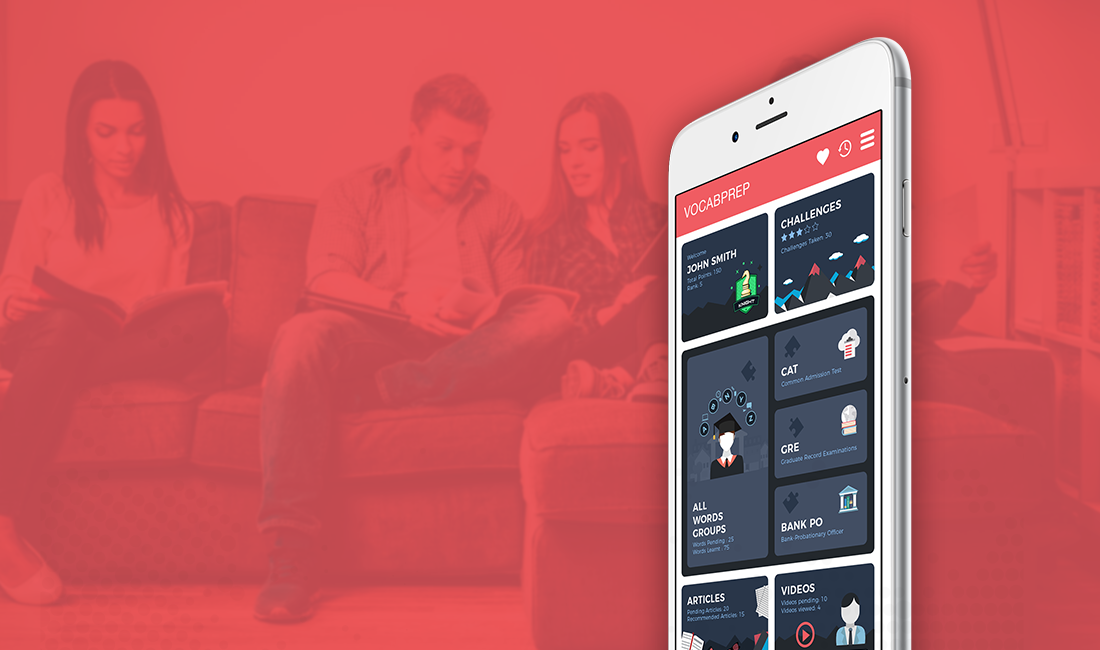 VOCABPREP
Welcome
JOHN SMITH
Total Points: 150
Rank: 5
KNIGHT
CHALLENGES
Challenges Taken: 30
ALL
WORDS
GROUPS
Words Pending : 25
Words Learnt : 75
CAT
Common Admission Test
GRE
Graduate Record Examinations
BANK PO
Bank-Probationary Officer
ARTICLES
Pending Articles: 20
Recommended Articles: 15
VIDEOS
Videos pending: 10
Videos viewed: 4